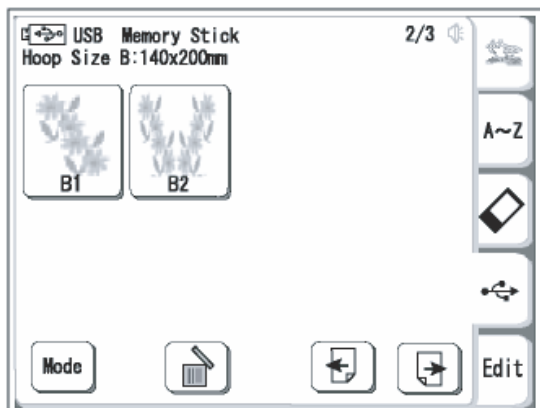 USB Memory Stick
2/3
Hoop Size B:140x200mm
B1
B2
A~Z
Mode
Edit